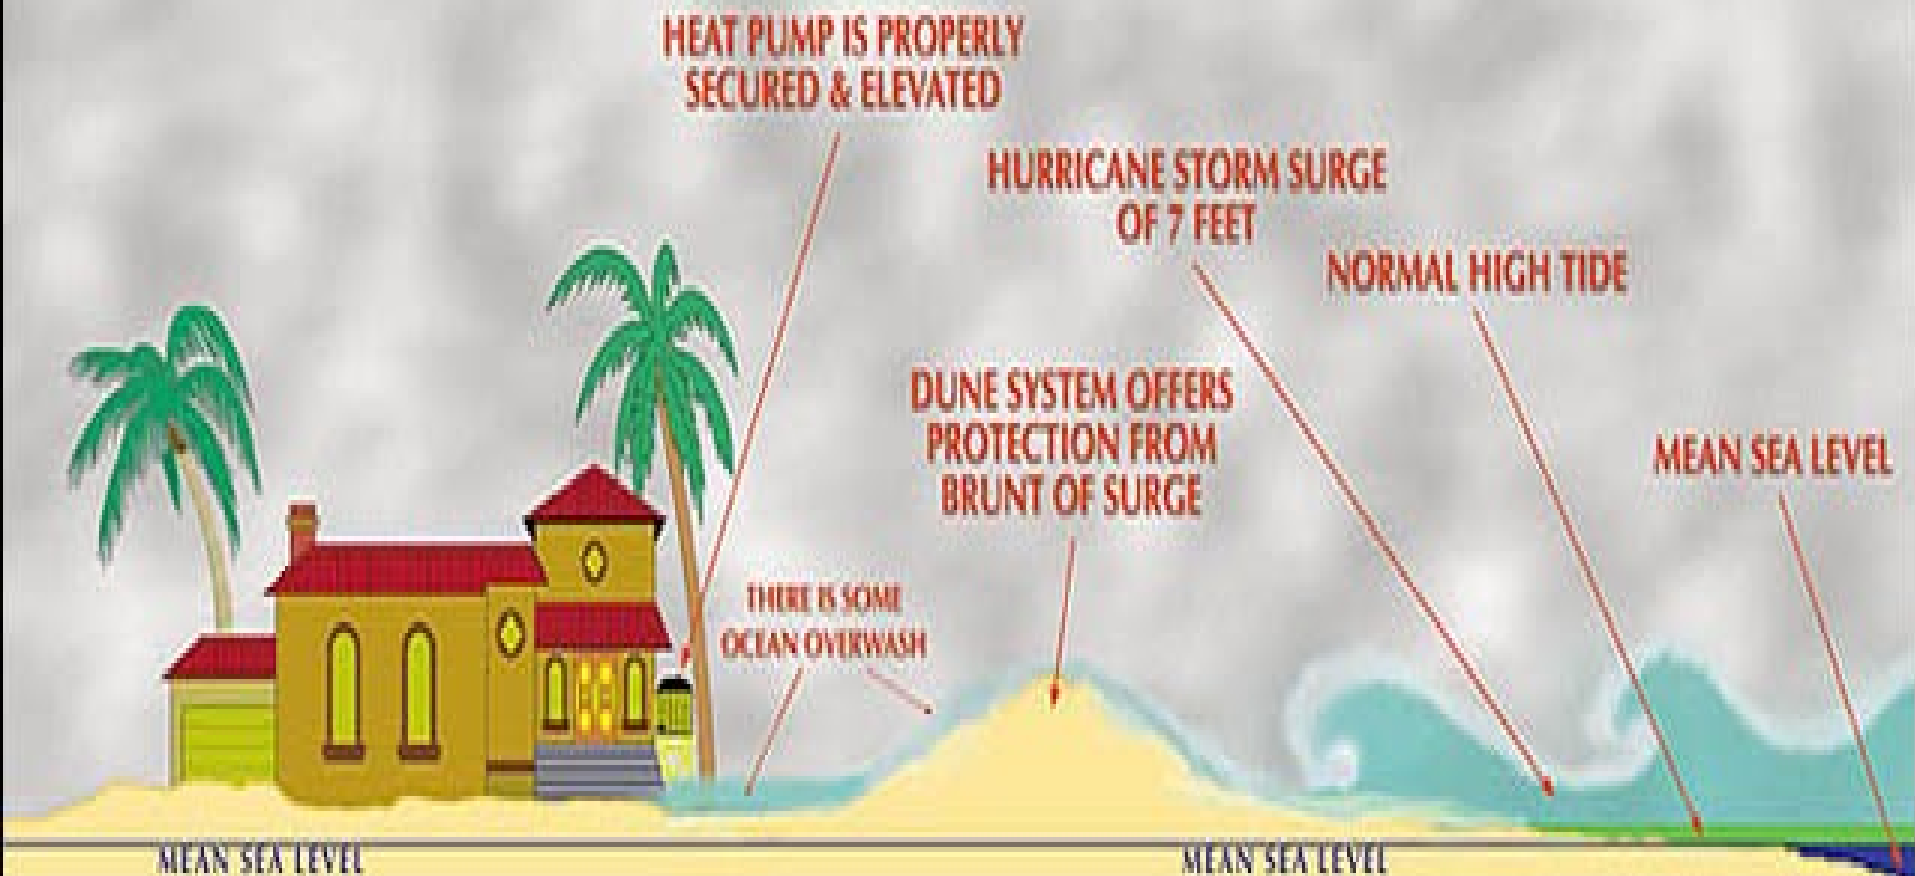 HEAT PUMP IS PROPERLY
SECURED & ELEVATED
HURRICANE STORM SURGE
OF 7 FEET
NORMAL HIGH TIDE
DUNE SYSTEM OFFERS
PROTECTION FROM
BRUNT OF SURGE
MEAN SEA LEVEL
THERE IS SOME
OCEAN OVERWASH
MEAN SEA LEVEL
MEAN SEA LEVEL